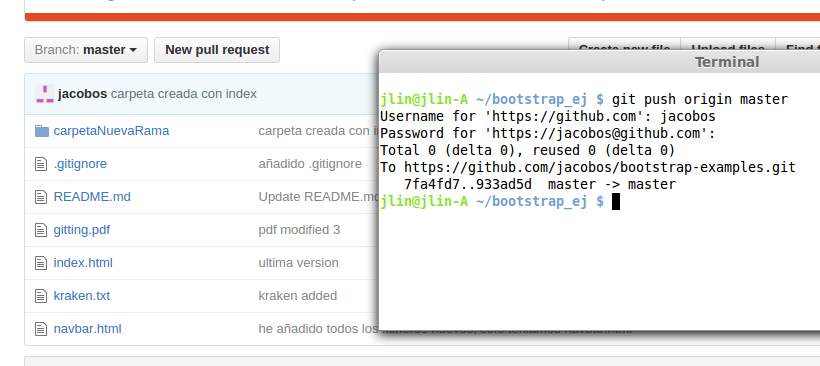 Branch: master
New pull request
Create new file
Upload files
Find f
jacobos carpeta creada con index
carpetaNuevaRama carpeta creada con i
.gitignore añadido .gitignore
README.md Update README.md
gitting.pdf pdf modified 3
index.html ultima version
kraken.txt kraken added
navbar.html he añadido todos los
Terminal
jlin@jlin-A ~/bootstrap_ej $ git push origin master
Username for 'https://github.com': jacobos
Password for 'https://jacobos@github.com':
Total 0 (delta 0), reused 0 (delta 0)
To https://github.com/jacobos/bootstrap-examples.git
7fa4fd7..933ad5d master -> master
jlin@jlin-A ~/bootstrap_ej $